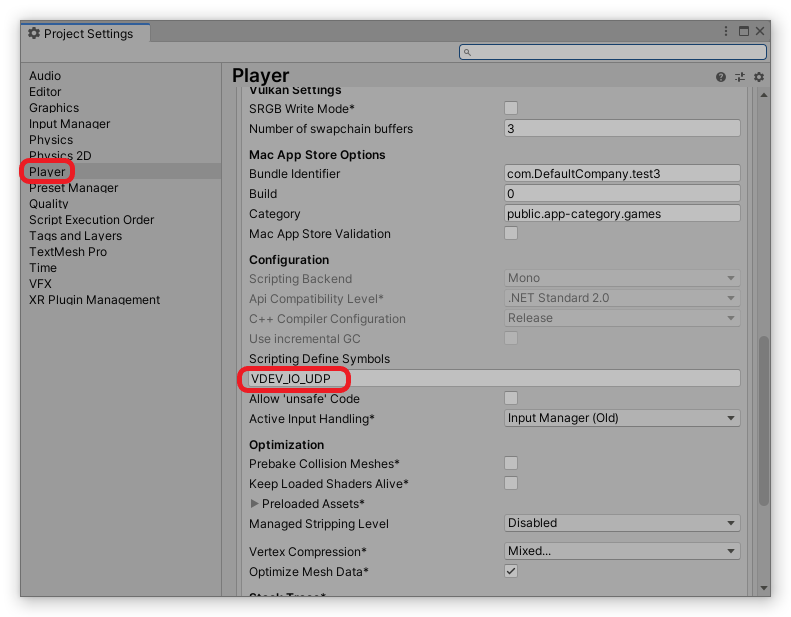 Project Settings
Audio
Editor
Graphics
Input Manager
Physics
Physics 2D
Player
Preset Manager
Quality
Script Execution Order
Tags and Layers
TextMesh Pro
Time
VFX
XR Plugin Management
Player
Vulkan Settings
SRGB Write Mode*
Number of swapchain buffers 3
Mac App Store Options
Bundle Identifier com.DefaultCompany.test3
Build 0
Category public.app-category.games
Mac App Store Validation
Configuration
Scripting Backend Mono
Api Compatibility Level* .NET Standard 2.0
C++ Compiler Configuration Release
Use incremental GC
Scripting Define Symbols
VDEV_IO_UDP
Allow 'unsafe' Code
Active Input Handling* Input Manager (Old)
Optimization
Prebake Collision Meshes*
Keep Loaded Shaders Alive*
Preloaded Assets*
Managed Stripping Level Disabled
Vertex Compression* Mixed...
Optimize Mesh Data*
Stack Trace*